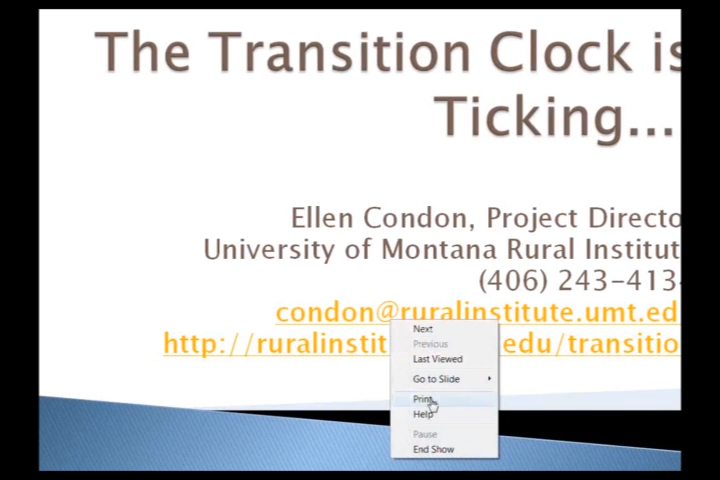 The Transition Clock is
Ticking...
Ellen Condon, Project Directo
University of Montana Rural Institut
(406) 243-413
condon@ruralinstitute.umt.ed
http://ruralinstit edu/transitio
Next
Previous
Last Viewed
Go to Slide
Print
Help
Pause
End Show